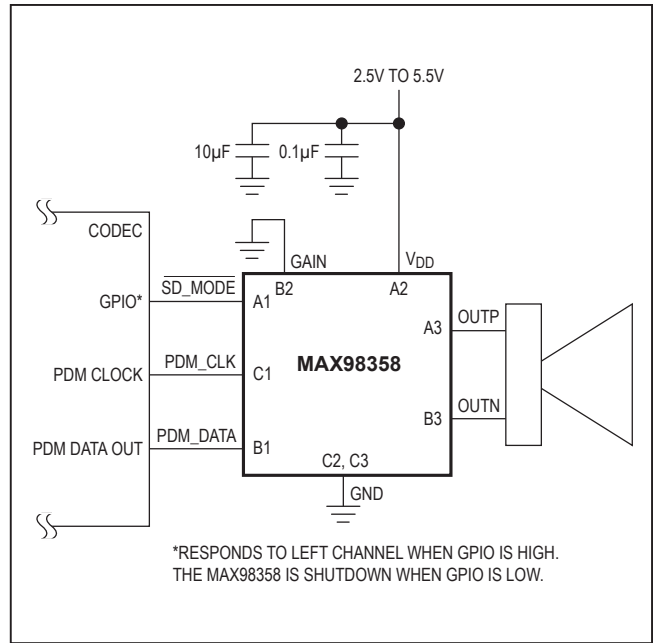 2.5V TO 5.5V
10µF
0.1µF
CODEC
GAIN
VDD
GPIO*
SD_MODE
A1
B2
A2
A3
OUTP
PDM CLOCK
PDM_CLK
C1
MAX98358
B3
OUTN
PDM DATA OUT
PDM_DATA
B1
C2, C3
GND
*RESPONDS TO LEFT CHANNEL WHEN GPIO IS HIGH.
THE MAX98358 IS SHUTDOWN WHEN GPIO IS LOW.